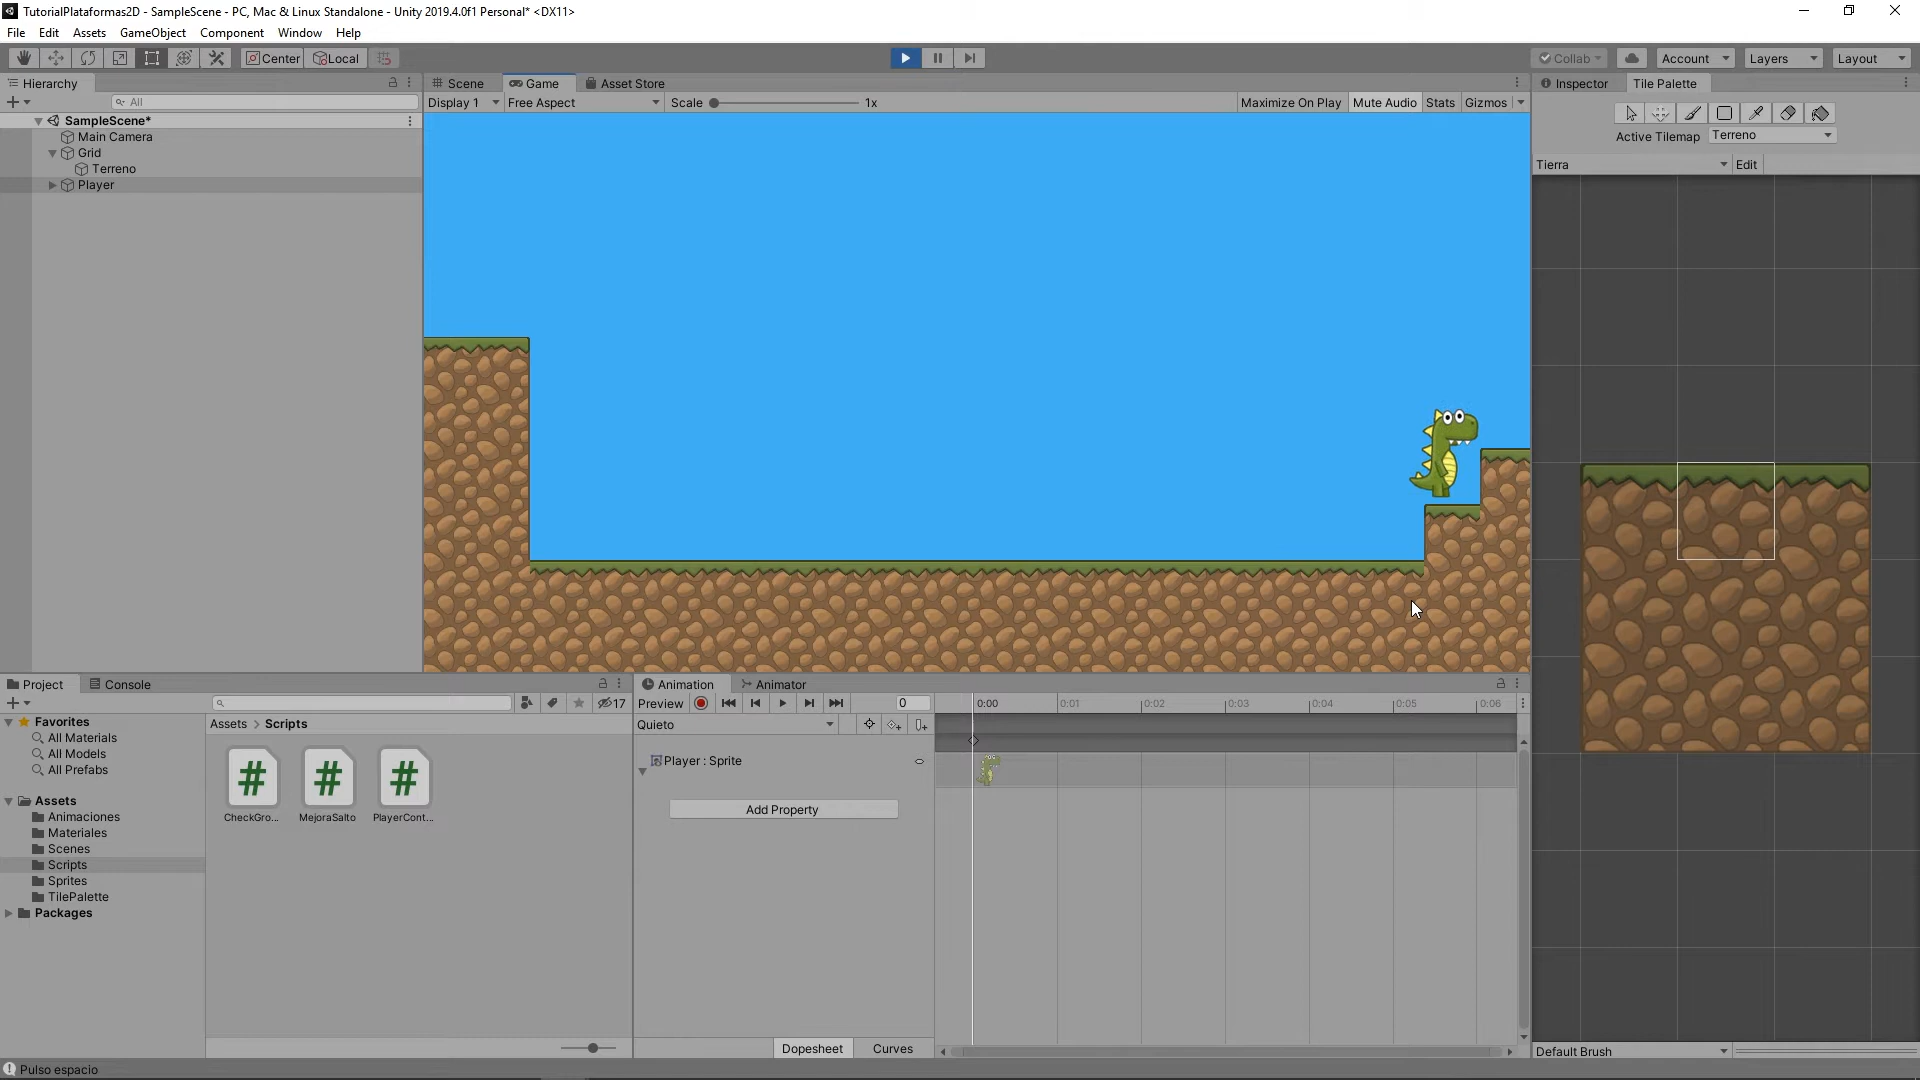 TutorialPlataformas2D - SampleScene - PC, Mac & Linux Standalone - Unity 2019.4.0f1 Personal* <DX11>
File Edit Assets GameObject Component Window Help
Center Local Collab Account Layers Layout
Hierarchy
All
SampleScene*
Main Camera
Grid
Terreno
Player
Scene Game Asset Store
Display 1 Free Aspect Scale 1x Maximize On Play Mute Audio Stats Gizmos
Inspector Tile Palette
Active Tilemap Terreno
Tierra Edit
Default Brush
Project Console
17
Favorites
All Materials
All Models
All Prefabs
Assets
Animaciones
Materiales
Scenes
Scripts
Sprites
TilePalette
Packages
Assets > Scripts
# # #
CheckGro... MejoraSalto PlayerCont...
Animation Animator
Preview 0
0:00 0:01 0:02 0:03 0:04 0:05 0:06
Quieto
Player : Sprite
Add Property
Dopesheet Curves
Pulso espacio